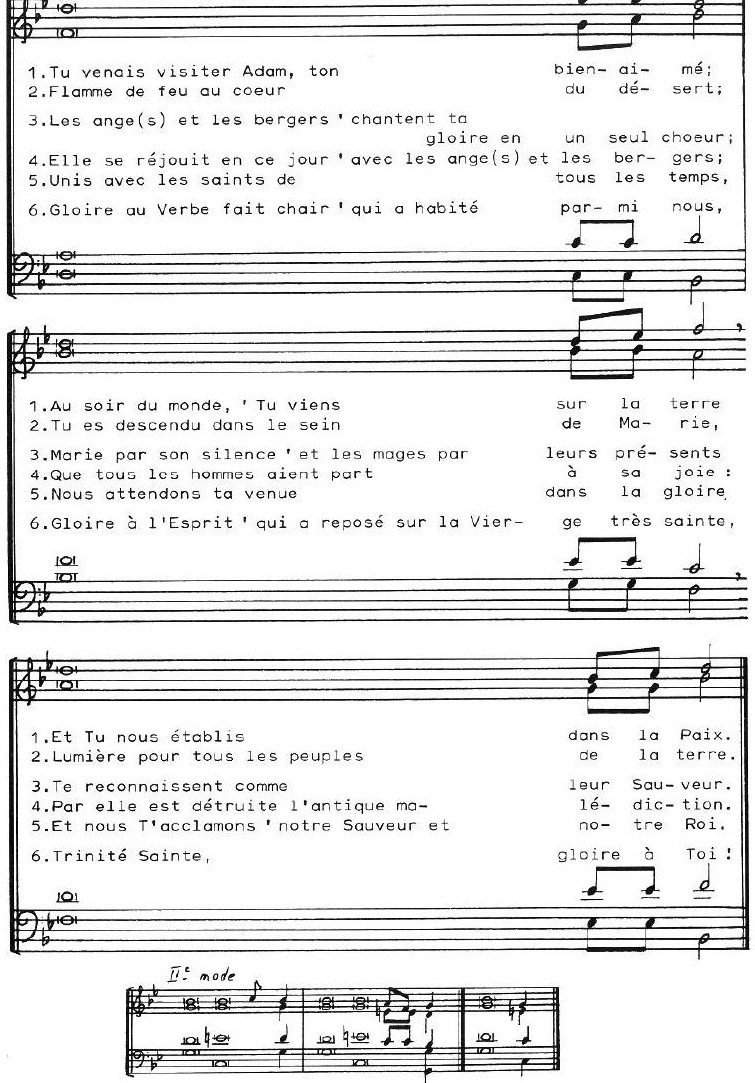 1.Tu venais visiter Adam, ton bien- ai- mé;
2.Flamme de feu au coeur du dé- sert;
3.Les ange(s) et les bergers ' chantent ta
gloire en un seul choeur;
4.Elle se réjouit en ce jour ' avec les ange(s) et les ber- gers;
5.Unis avec les saints de tous les temps,
6.Gloire au Verbe fait chair ' qui a habité par- mi nous,
1.Au soir du monde, ' Tu viens sur la terre
2.Tu es descendu dans le sein de Ma- rie,
3.Marie par son silence ' et les mages par leurs pré- sents
4.Que tous les hommes aient part à sa joie :
5.Nous attendons ta venue dans la gloire
6.Gloire à l'Esprit ' qui a reposé sur la Vier- ge très sainte,
1.Et Tu nous établis dans la Paix.
2.Lumière pour tous les peuples de la terre.
3.Te reconnaissent comme leur Sau- veur.
4.Par elle est détruite l'antique ma- lé- dic- tion.
5.Et nous T'acclamons ' notre Sauveur et no- tre Roi.
6.Trinité Sainte, gloire à Toi !
IIe mode